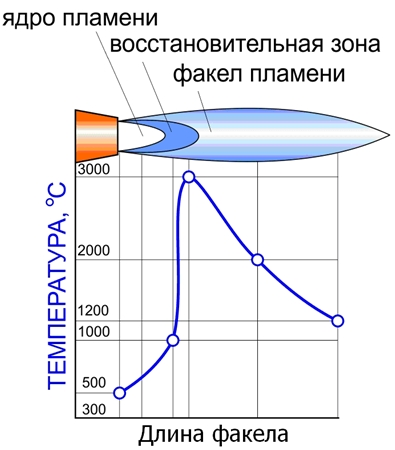 ядро пламени
восстановительная зона
факел пламени
ТЕМПЕРАТУРА, °С
3000
2000
1200
1000
500
300
Длина факела